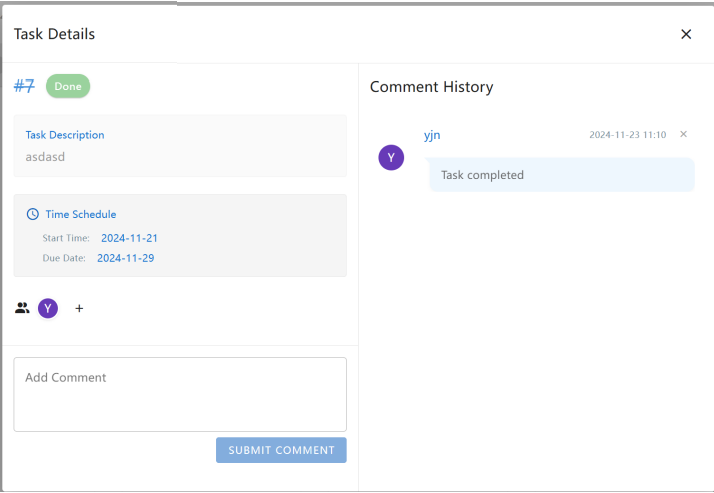 Task Details
#7 Done
Task Description
asdasd
Time Schedule
Start Time: 2024-11-21
Due Date: 2024-11-29
Y +
Add Comment
SUBMIT COMMENT
Comment History
yjn 2024-11-23 11:10
Y
Task completed